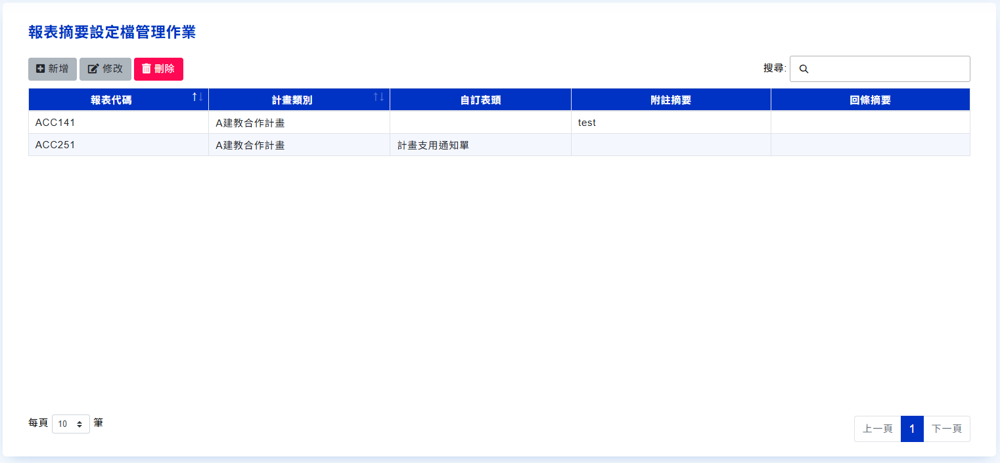 報表摘要設定檔管理作業
新增 修改 刪除 搜尋:
報表代碼 計畫類別 自訂表頭 附註摘要 回條摘要
ACC141 A建教合作計畫 test
ACC251 A建教合作計畫 計畫支用通知單
每頁 10 筆 上一頁 1 下一頁